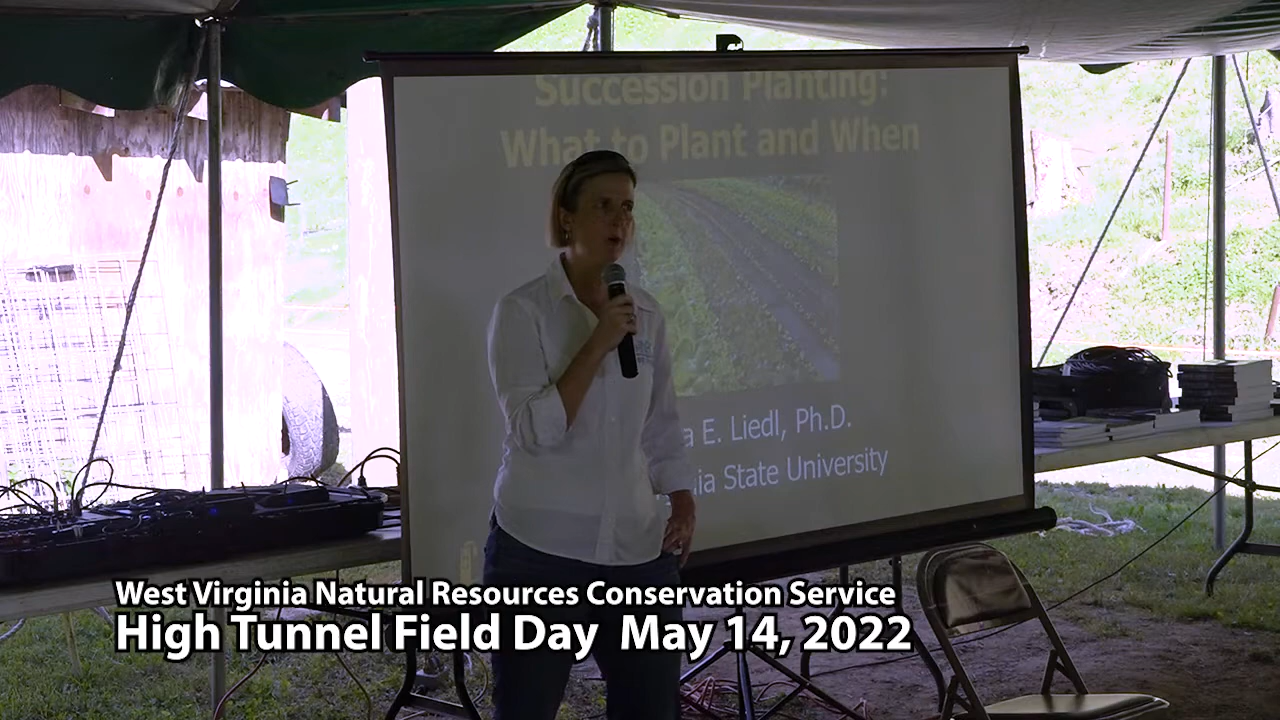 Succession Planting:
What to Plant and When
E. Liedl, Ph.D.
State University
West Virginia Natural Resources Conservation Service
High Tunnel Field Day May 14, 2022